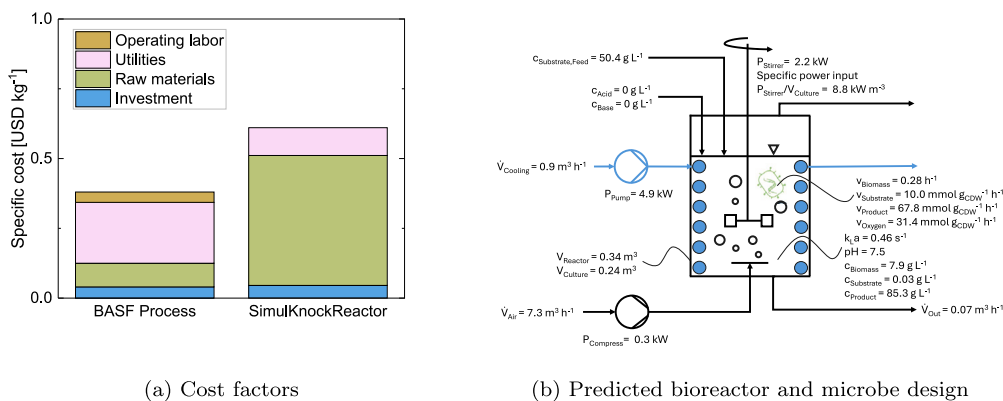 1.0
0.5
0.0
Specific cost [USD kg⁻¹]
Operating labor
Utilities
Raw materials
Investment
BASF Process
SimulKnockReactor
(a) Cost factors
c_Substrate,Feed = 50.4 g L⁻¹
P_Stirrer = 2.2 kW
Specific power input
P_Stirrer/V_Culture = 8.8 kW m⁻³
c_Acid = 0 g L⁻¹
c_Base = 0 g L⁻¹
V̇_Cooling = 0.9 m³ h⁻¹
P_Pump = 4.9 kW
v_Biomass = 0.28 h⁻¹
v_Substrate = 10.0 mmol g_CDW⁻¹ h⁻¹
v_Product = 67.8 mmol g_CDW⁻¹ h⁻¹
v_Oxygen = 31.4 mmol g_CDW⁻¹ h⁻¹
k_La = 0.46 s⁻¹
pH = 7.5
c_Biomass = 7.9 g L⁻¹
c_Substrate = 0.03 g L⁻¹
c_Product = 85.3 g L⁻¹
V_Reactor = 0.34 m³
V_Culture = 0.24 m³
V̇_Air = 7.3 m³ h⁻¹
P_Compress = 0.3 kW
V̇_Out = 0.07 m³ h⁻¹
(b) Predicted bioreactor and microbe design